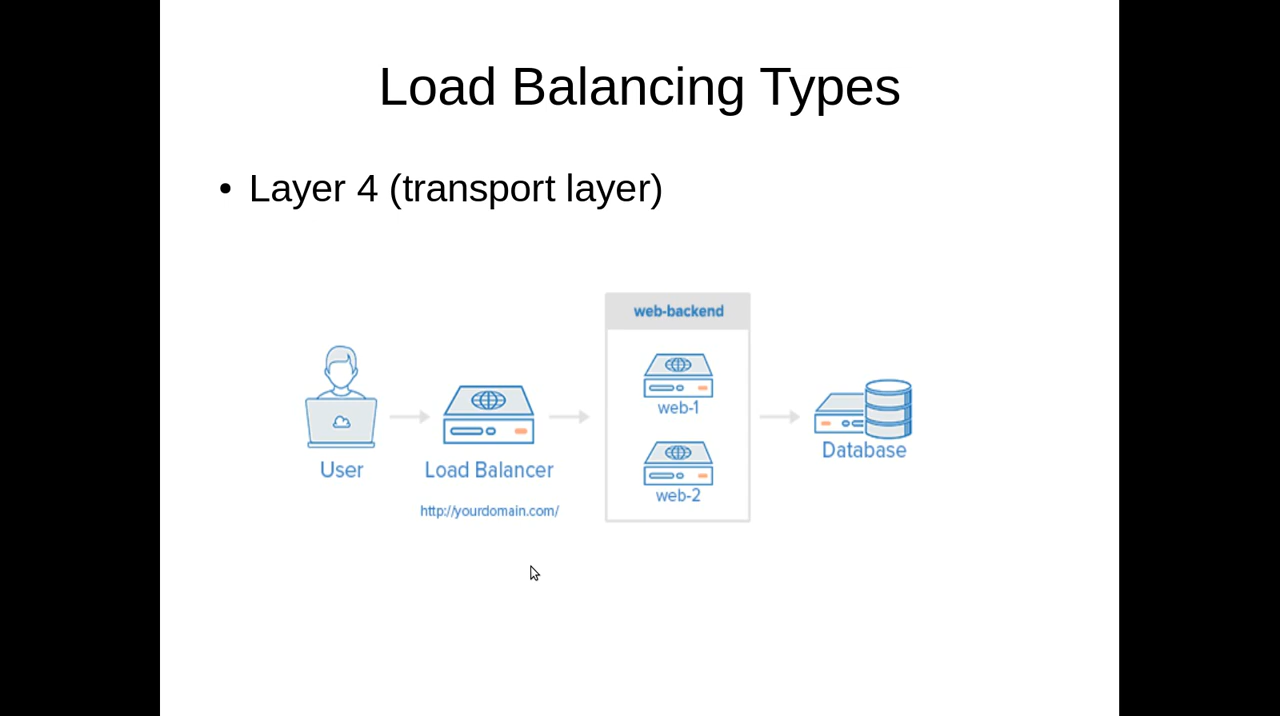 Load Balancing Types
• Layer 4 (transport layer)
web-backend
web-1
web-2
User
Load Balancer
Database
http://yourdomain.com/